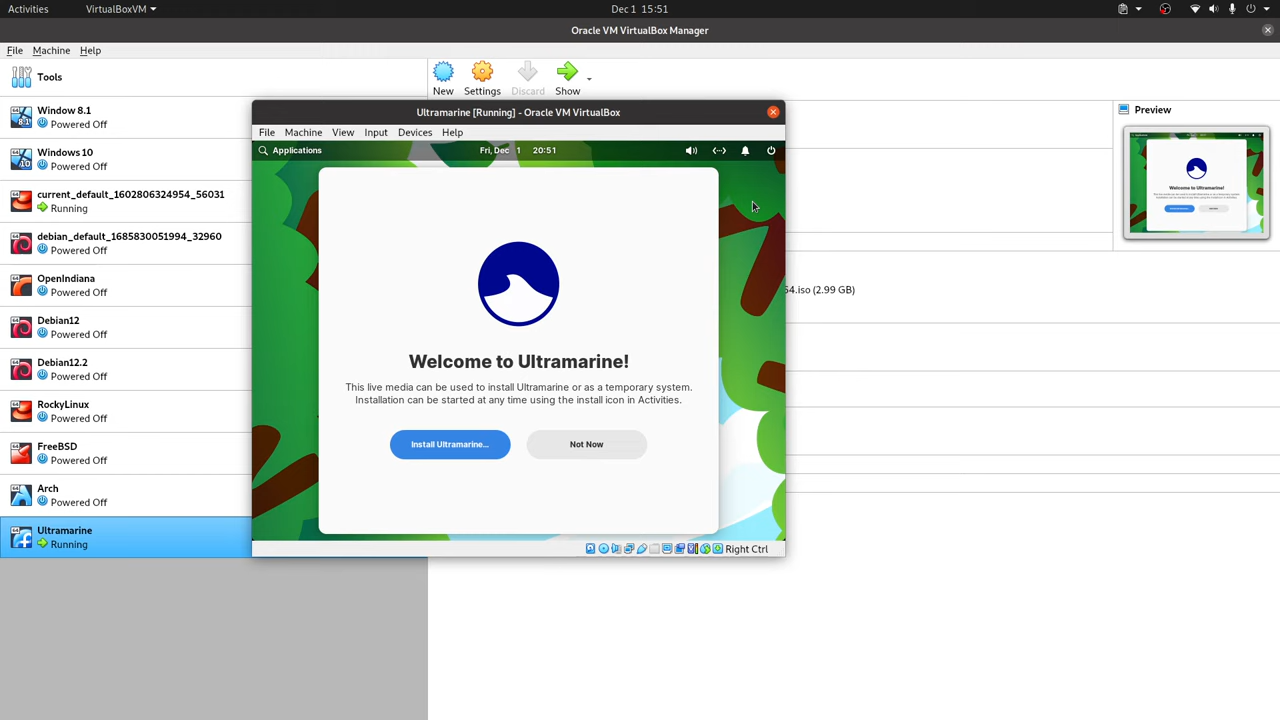 Activities
VirtualBoxVM
Dec 1 15:51
Oracle VM VirtualBox Manager
File Machine Help
Tools
New
Settings
Discard
Show
Window 8.1
Powered Off
Windows 10
Powered Off
current_default_1602806324954_56031
Running
debian_default_1685830051994_32960
Powered Off
OpenIndiana
Powered Off
Debian12
Powered Off
Debian12.2
Powered Off
RockyLinux
Powered Off
FreeBSD
Powered Off
Arch
Powered Off
Ultramarine
Running
Ultramarine [Running] - Oracle VM VirtualBox
File Machine View Input Devices Help
Applications
Fri, Dec 1 20:51
Welcome to Ultramarine!
This live media can be used to install Ultramarine or as a temporary system.
Installation can be started at any time using the install icon in Activities.
Install Ultramarine...
Not Now
Right Ctrl
64.iso (2.99 GB)
Preview
Welcome to Ultramarine!